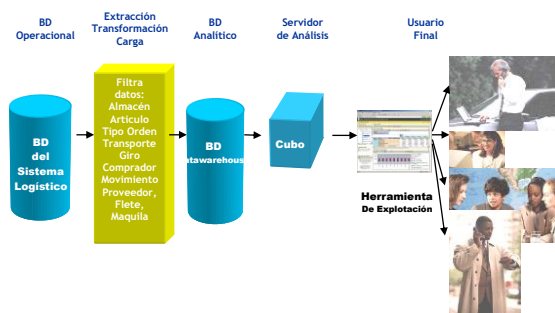 BD
Operacional
Extracción
Transformación
Carga
BD
Analítico
Servidor
de Análisis
Usuario
Final
BD
del
Sistema
Logístico
Filtra
datos:
Almacén
Articulo
Tipo Orden
Transporte
Giro
Comprador
Movimiento
Proveedor,
Flete,
Maquila
BD
atawarehous
Cubo
Herramienta
De Explotación